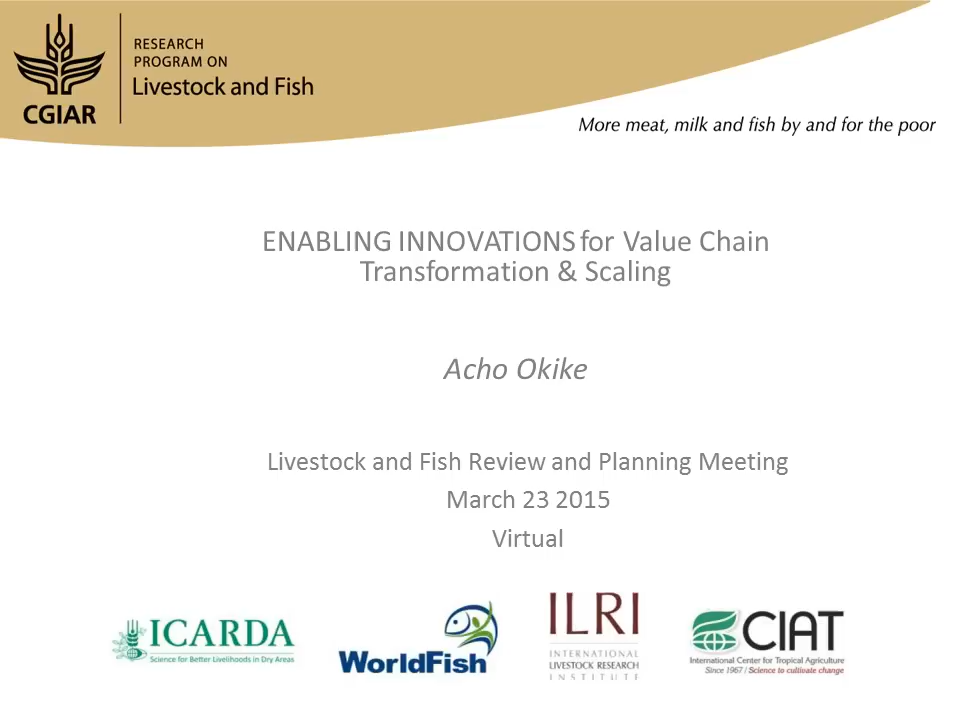 RESEARCH
PROGRAM ON
Livestock and Fish
CGIAR
More meat, milk and fish by and for the poor
ENABLING INNOVATIONS for Value Chain
Transformation & Scaling
Acho Okike
Livestock and Fish Review and Planning Meeting
March 23 2015
Virtual
ICARDA
Science for Better Livelihoods in Dry Areas
WorldFish
ILRI
INTERNATIONAL
LIVESTOCK RESEARCH
INSTITUTE
CIAT
International Center for Tropical Agriculture
Since 1967 / Science to cultivate change